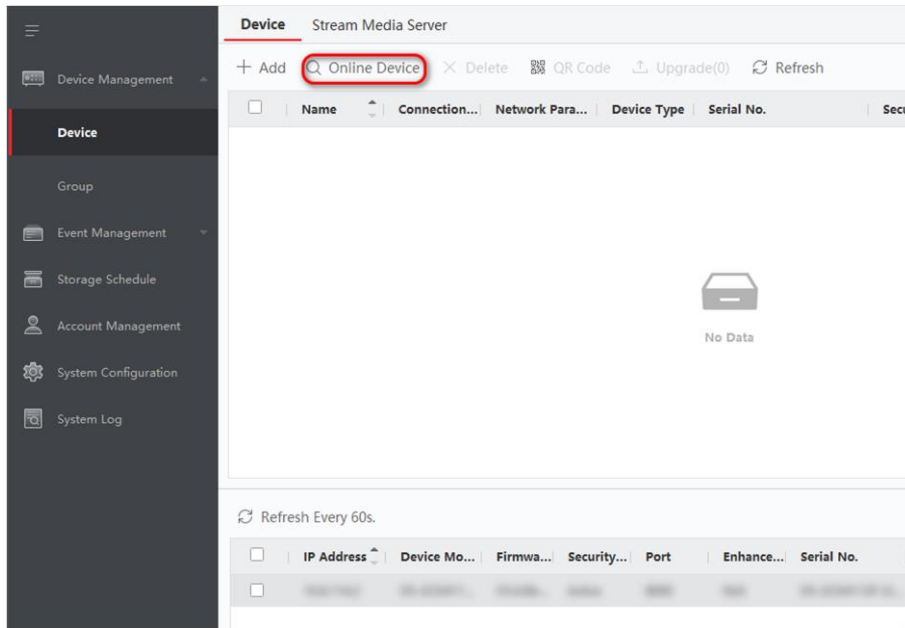 Device Stream Media Server
Device Management
Device
Group
Event Management
Storage Schedule
Account Management
System Configuration
System Log
Add Online Device Delete QR Code Upgrade(0) Refresh
Name Connection... Network Para... Device Type Serial No. Secu
No Data
Refresh Every 60s.
IP Address Device Mo... Firmwa... Security... Port Enhance... Serial No.